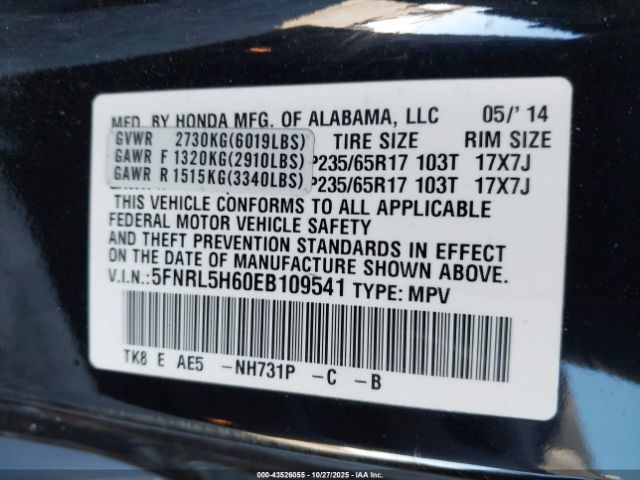 MFD. BY HONDA MFG. OF ALABAMA, LLC 05/' 14
GVWR 2730KG(6019LBS) TIRE SIZE RIM SIZE
GAWR F 1320KG(2910LBS) P235/65R17 103T 17X7J
GAWR R 1515KG(3340LBS) P235/65R17 103T 17X7J
THIS VEHICLE CONFORMS TO ALL APPLICABLE
FEDERAL MOTOR VEHICLE SAFETY
AND THEFT PREVENTION STANDARDS IN EFFECT
ON THE DATE OF MANUFACTURE SHOWN ABOVE.
V.I.N.:5FNRL5H60EB109541 TYPE: MPV
TK8 E AE5 -NH731P -C -B
000-43526055 - 10/27/2025 - IAAI.COM